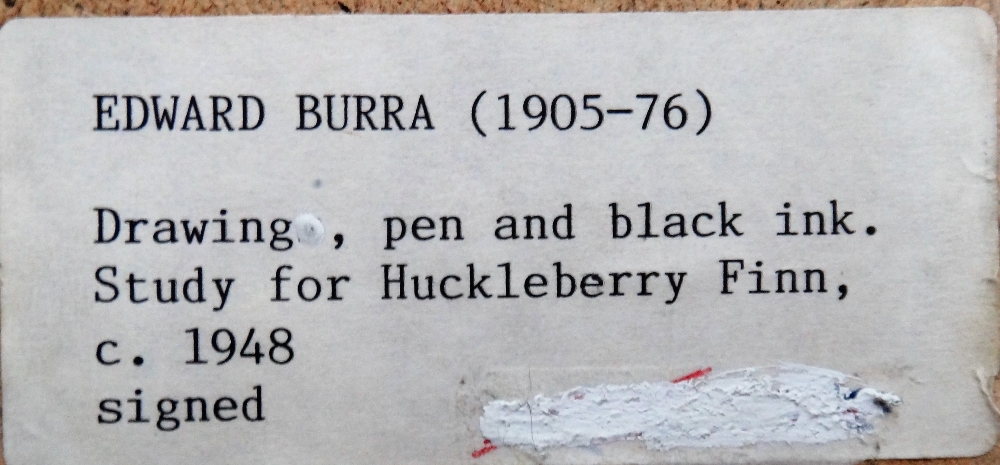 EDWARD BURRA (1905-76)
Drawing , pen and black ink.
Study for Huckleberry Finn,
c. 1948
signed